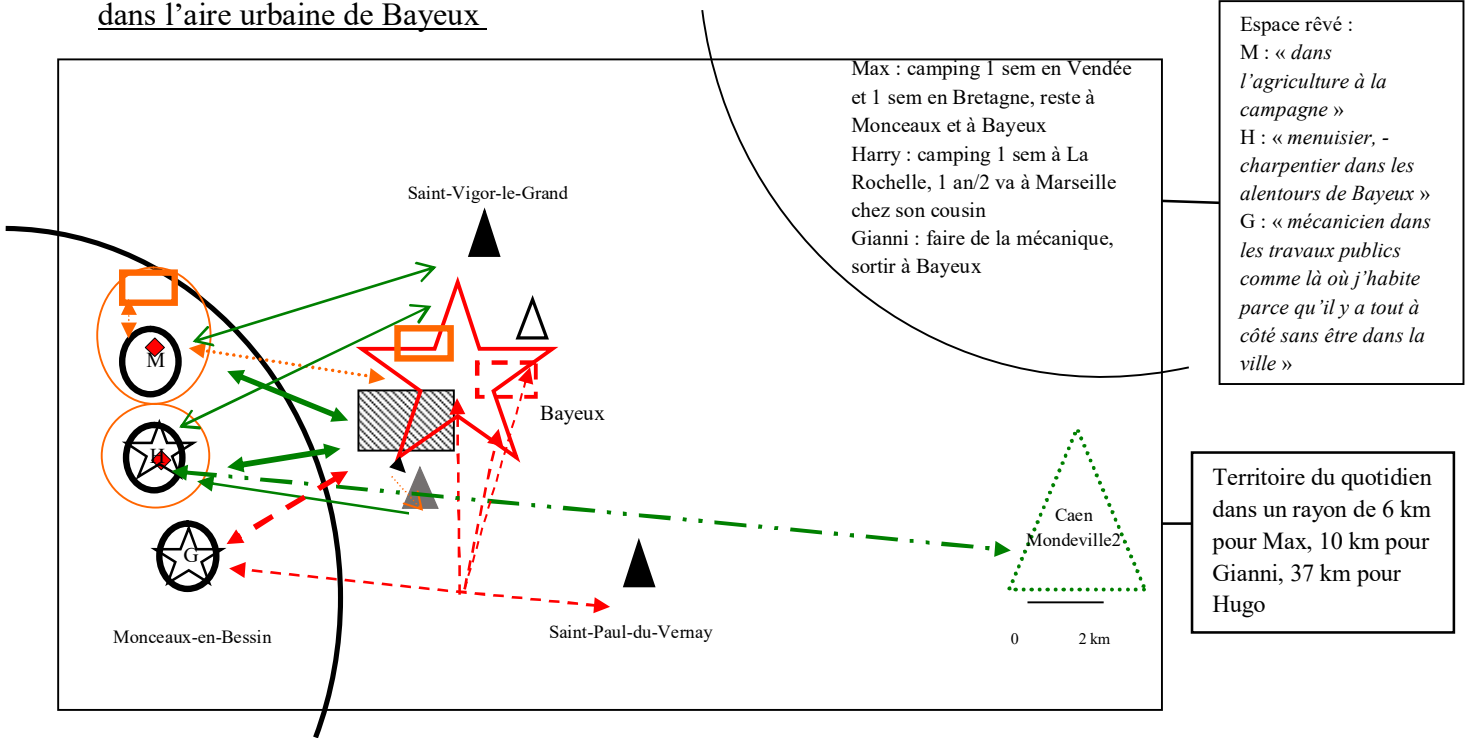 dans l’aire urbaine de Bayeux
Max : camping 1 sem en Vendée
et 1 sem en Bretagne, reste à
Monceaux et à Bayeux
Harry : camping 1 sem à La
Rochelle, 1 an/2 va à Marseille
chez son cousin
Gianni : faire de la mécanique,
sortir à Bayeux
Espace rêvé :
M : « dans
l’agriculture à la
campagne »
H : « menuisier, -
charpentier dans les
alentours de Bayeux »
G : « mécanicien dans
les travaux publics
comme là où j’habite
parce qu’il y a tout à
côté sans être dans la
ville »
Saint-Vigor-le-Grand
M
Bayeux
H
G
Caen
Mondeville2
Territoire du quotidien
dans un rayon de 6 km
pour Max, 10 km pour
Gianni, 37 km pour
Hugo
Monceaux-en-Bessin
Saint-Paul-du-Vernay
0 2 km